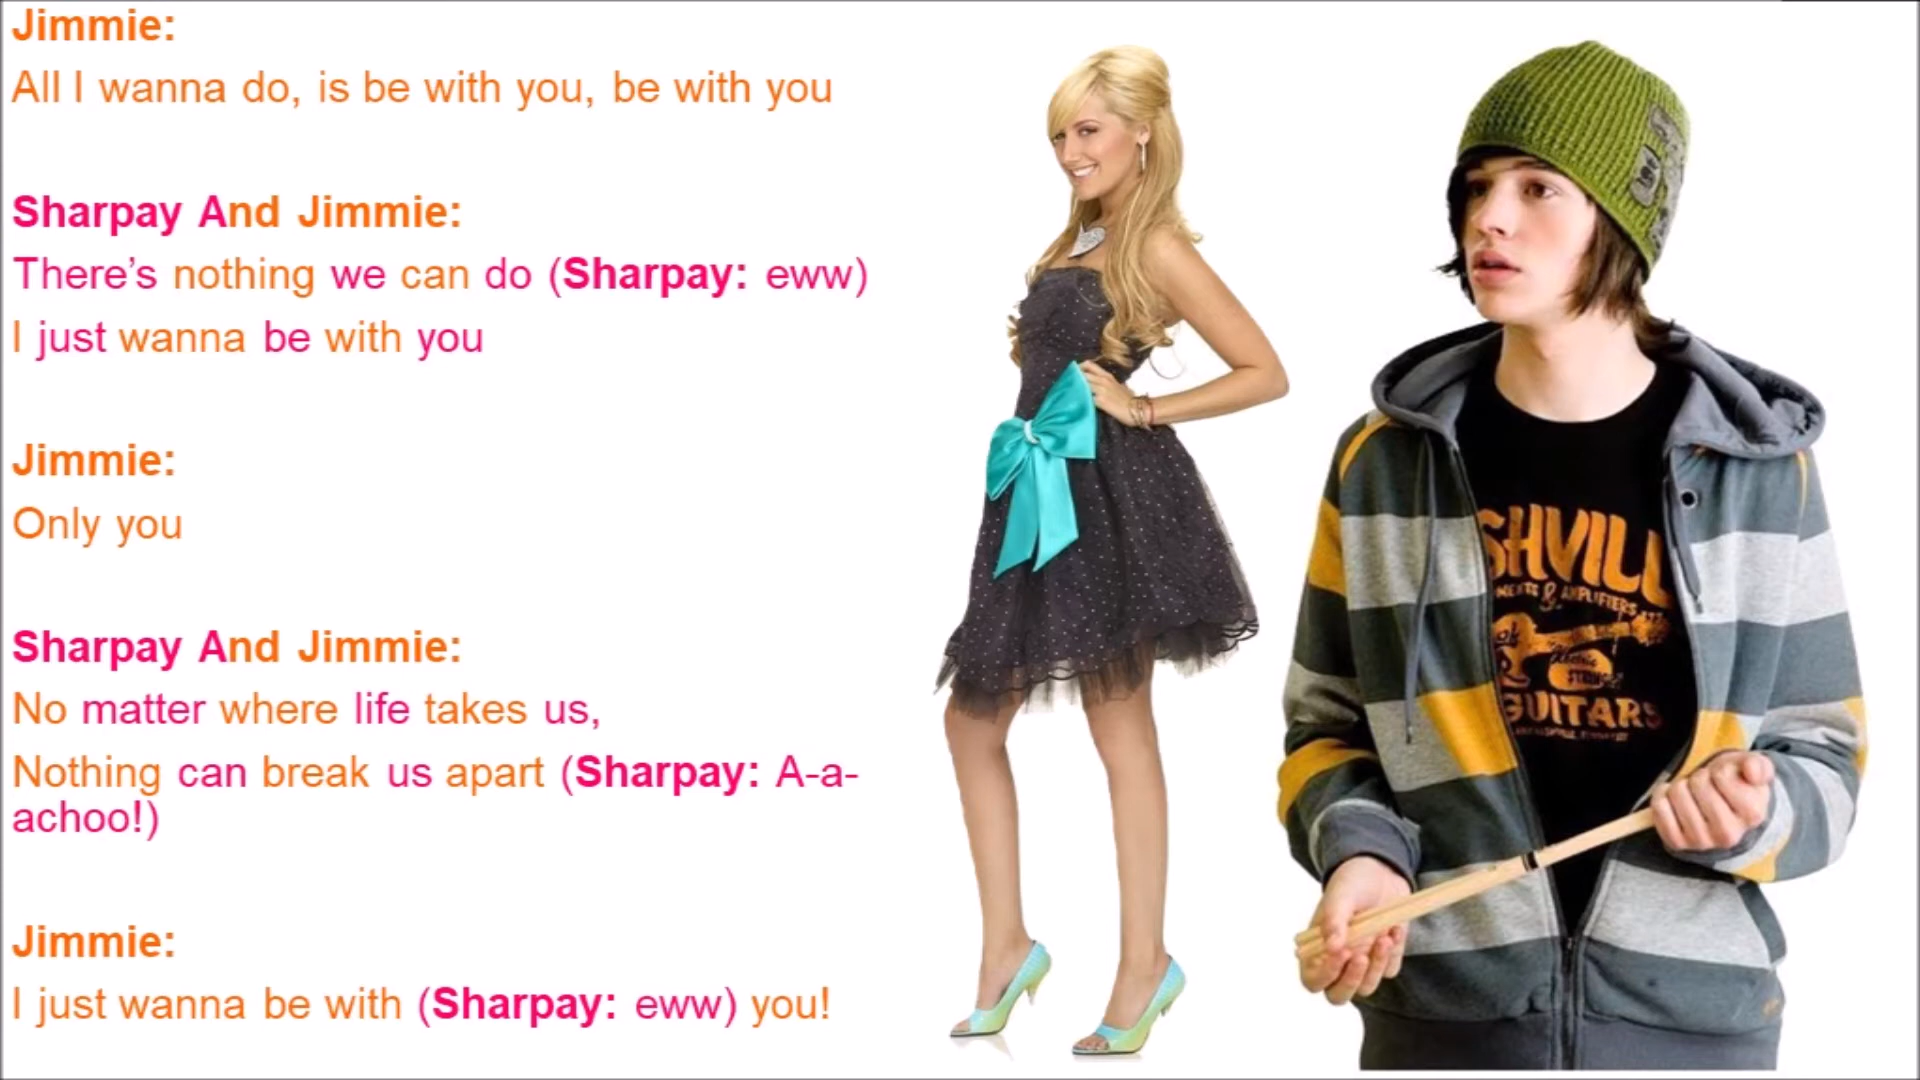 Jimmie:
All I wanna do, is be with you, be with you
Sharpay And Jimmie:
There’s nothing we can do (Sharpay: eww)
I just wanna be with you
Jimmie:
Only you
Sharpay And Jimmie:
No matter where life takes us,
Nothing can break us apart (Sharpay: A-a-
achoo!)
Jimmie:
I just wanna be with (Sharpay: eww) you!
SHVILL
& AMPLIFIERS
GUITARS